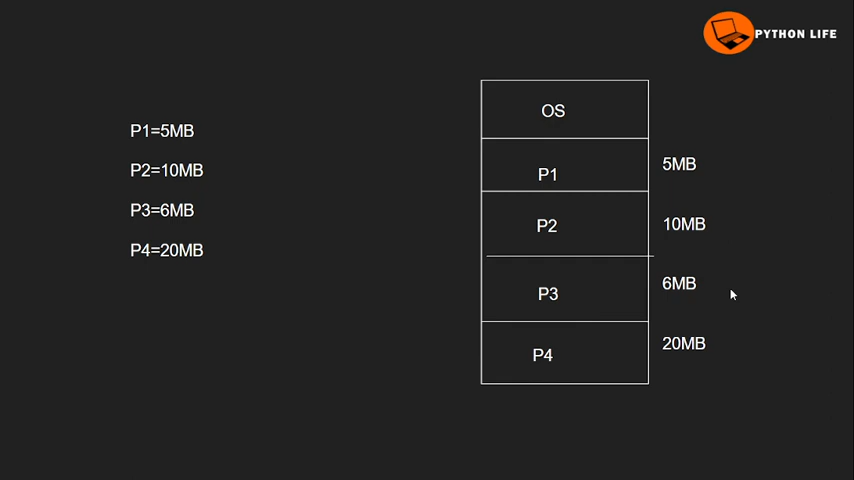 PYTHON LIFE
P1=5MB
P2=10MB
P3=6MB
P4=20MB
OS
P1
5MB
P2
10MB
P3
6MB
P4
20MB